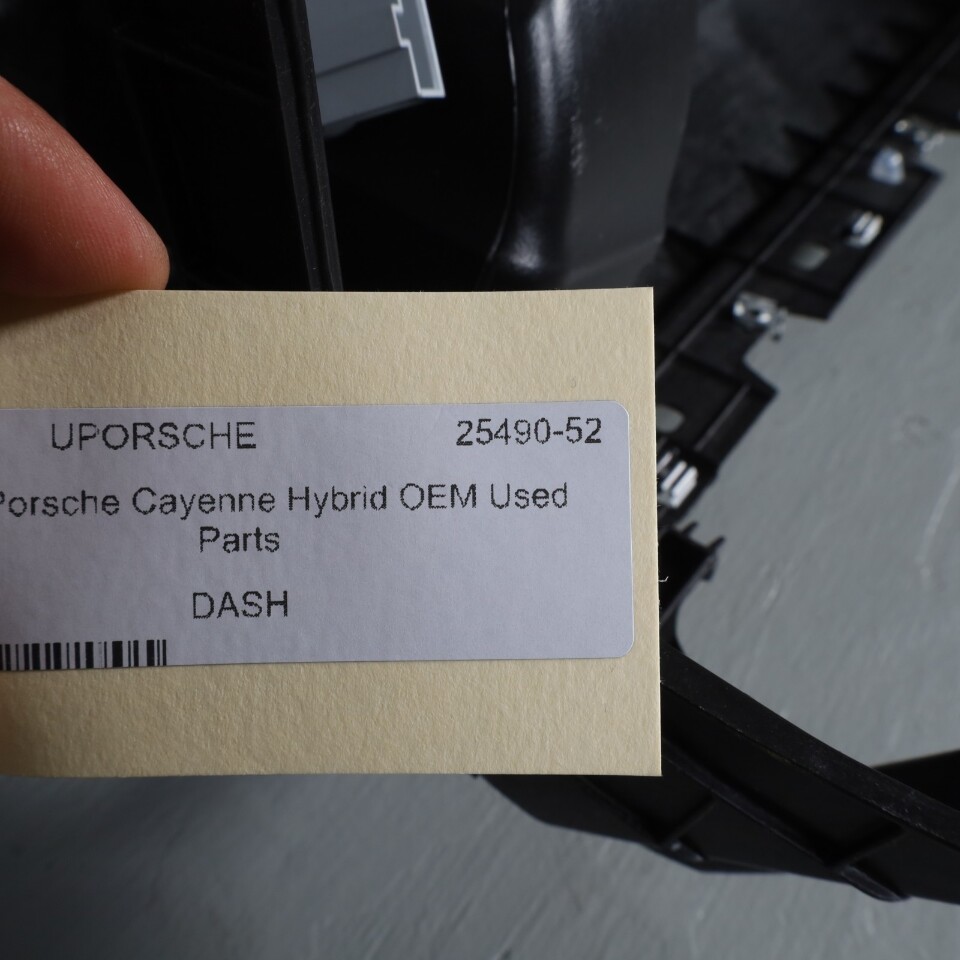 UPORSCHE 25490-52
Porsche Cayenne Hybrid OEM Used
Parts
DASH